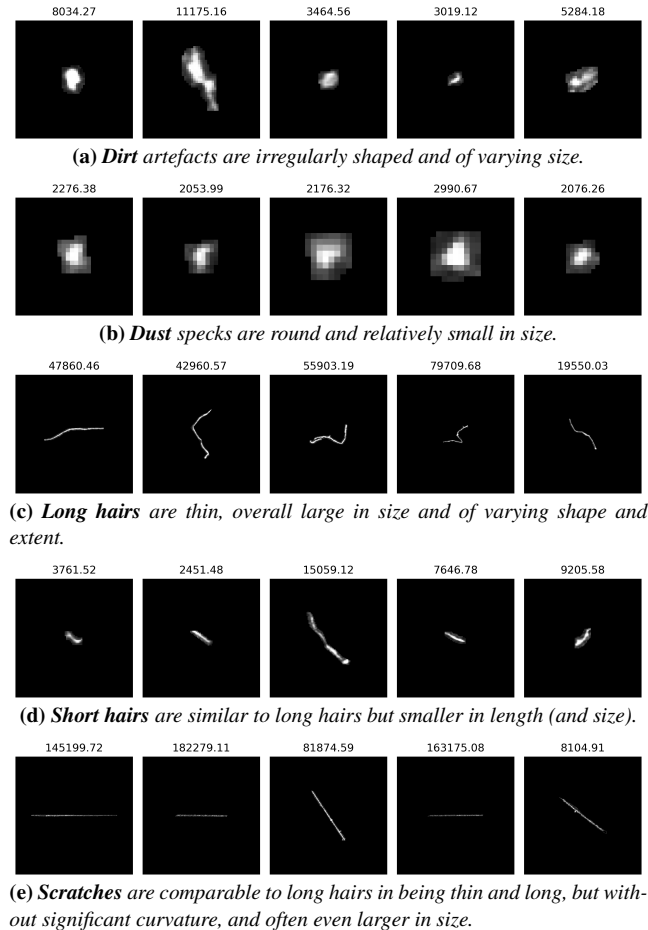 8034.27 11175.16 3464.56 3019.12 5284.18
(a) Dirt artefacts are irregularly shaped and of varying size.
2276.38 2053.99 2176.32 2990.67 2076.26
(b) Dust specks are round and relatively small in size.
47860.46 42960.57 55903.19 79709.68 19550.03
(c) Long hairs are thin, overall large in size and of varying shape and
extent.
3761.52 2451.48 15059.12 7646.78 9205.58
(d) Short hairs are similar to long hairs but smaller in length (and size).
145199.72 182279.11 81874.59 163175.08 8104.91
(e) Scratches are comparable to long hairs in being thin and long, but with-
out significant curvature, and often even larger in size.